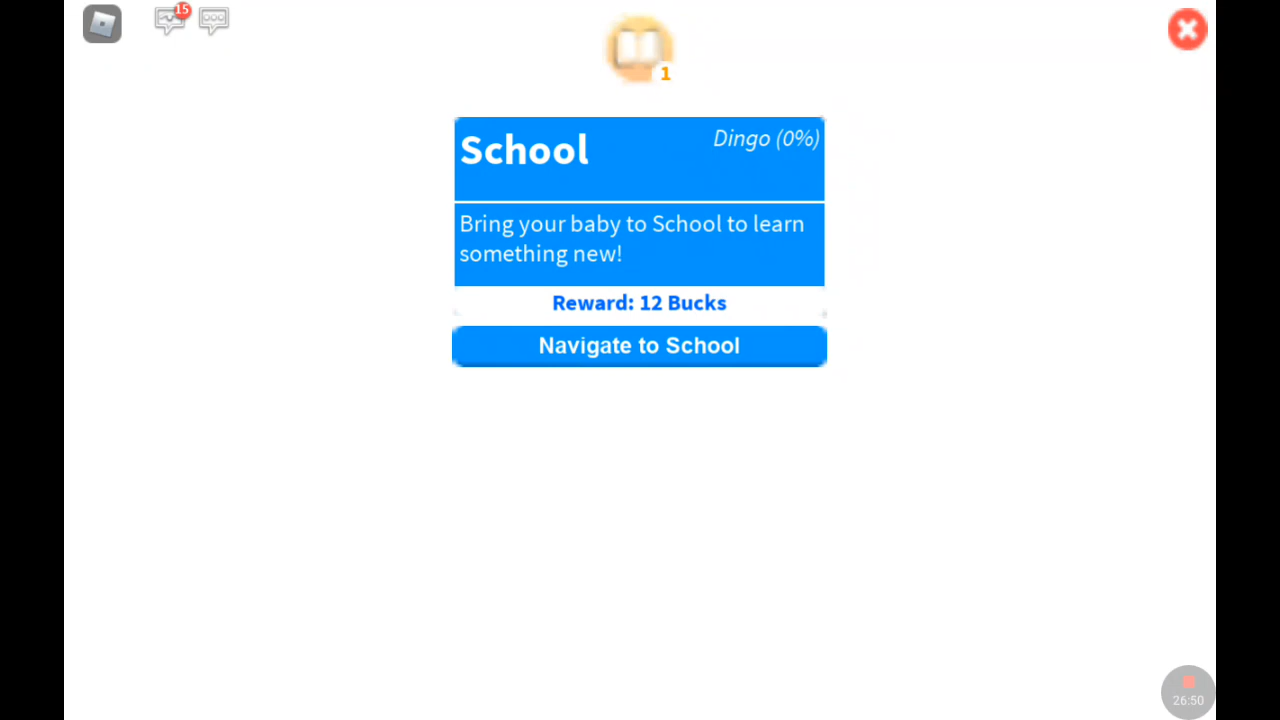 15
1
School
Dingo (0%)
Bring your baby to School to learn
something new!
Reward: 12 Bucks
Navigate to School
26:50